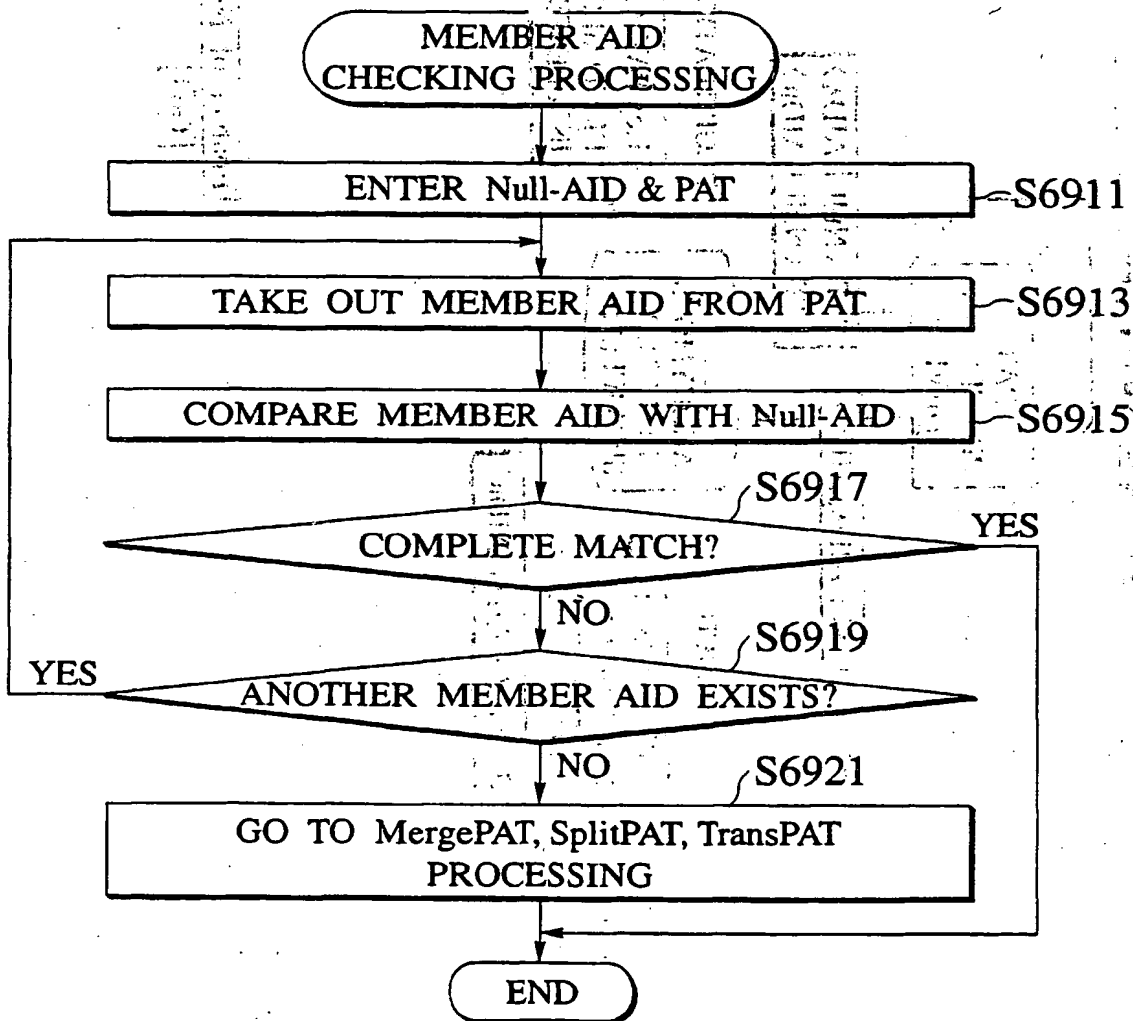 MEMBER AID
CHECKING PROCESSING
ENTER Null-AID & PAT
S6911
TAKE OUT MEMBER AID FROM PAT
S6913
COMPARE MEMBER AID WITH Null-AID
S6915
S6917
COMPLETE MATCH?
YES
NO
S6919
YES
ANOTHER MEMBER AID EXISTS?
NO
S6921
GO TO MergePAT, SplitPAT, TransPAT
PROCESSING
END